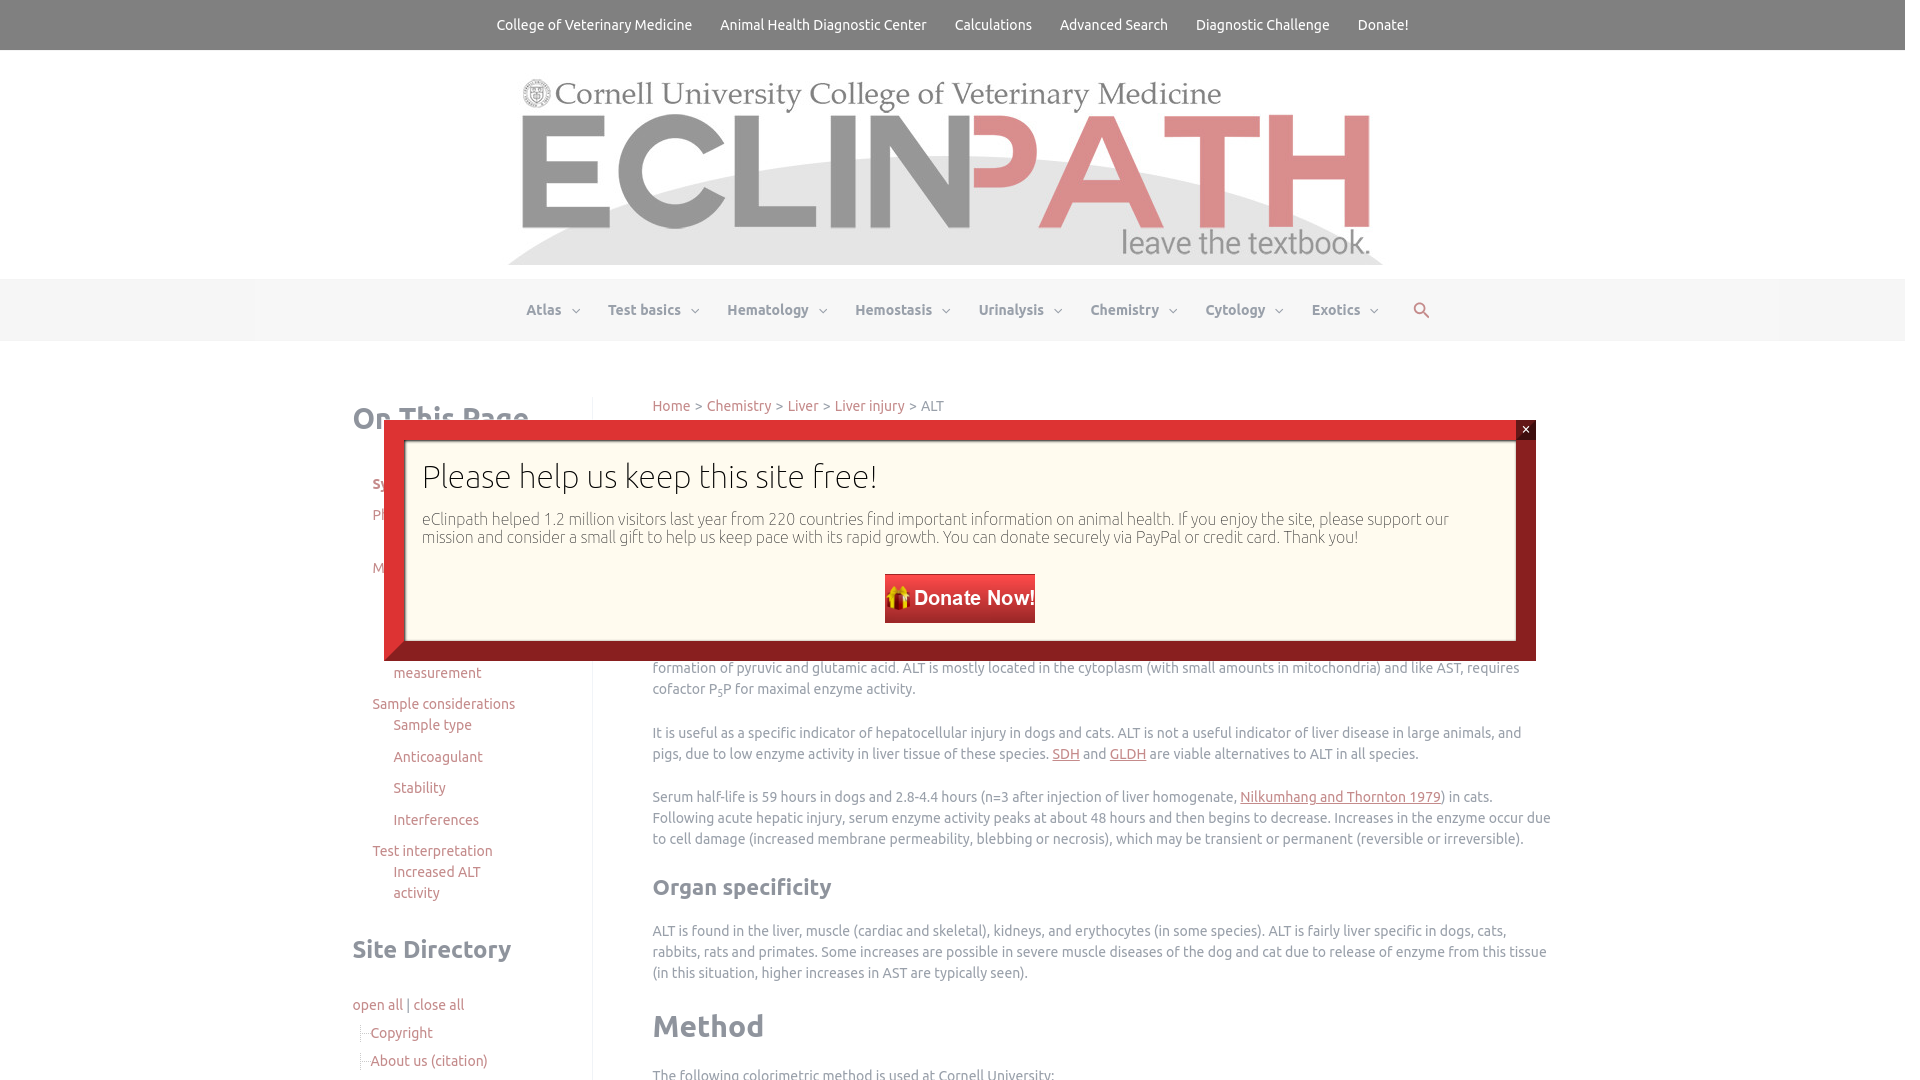 College of Veterinary Medicine Animal Health Diagnostic Center Calculations Advanced Search Diagnostic Challenge Donate!
Cornell University College of Veterinary Medicine
ECLINPATH
leave the textbook.
Atlas Test basics Hematology Hemostasis Urinalysis Chemistry Cytology Exotics
On This Page
measurement
Sample considerations
Sample type
Anticoagulant
Stability
Interferences
Test interpretation
Increased ALT
activity
Site Directory
open all | close all
Copyright
About us (citation)
Home > Chemistry > Liver > Liver injury > ALT
×
Please help us keep this site free!
eClinpath helped 1.2 million visitors last year from 220 countries find important information on animal health. If you enjoy the site, please support our
mission and consider a small gift to help us keep pace with its rapid growth. You can donate securely via PayPal or credit card. Thank you!
Donate Now!
formation of pyruvic and glutamic acid. ALT is mostly located in the cytoplasm (with small amounts in mitochondria) and like AST, requires
cofactor P5P for maximal enzyme activity.
It is useful as a specific indicator of hepatocellular injury in dogs and cats. ALT is not a useful indicator of liver disease in large animals, and
pigs, due to low enzyme activity in liver tissue of these species. SDH and GLDH are viable alternatives to ALT in all species.
Serum half-life is 59 hours in dogs and 2.8-4.4 hours (n=3 after injection of liver homogenate, Nilkumhang and Thornton 1979) in cats.
Following acute hepatic injury, serum enzyme activity peaks at about 48 hours and then begins to decrease. Increases in the enzyme occur due
to cell damage (increased membrane permeability, blebbing or necrosis), which may be transient or permanent (reversible or irreversible).
Organ specificity
ALT is found in the liver, muscle (cardiac and skeletal), kidneys, and erythocytes (in some species). ALT is fairly liver specific in dogs, cats,
rabbits, rats and primates. Some increases are possible in severe muscle diseases of the dog and cat due to release of enzyme from this tissue
(in this situation, higher increases in AST are typically seen).
Method
The following colorimetric method is used at Cornell University: